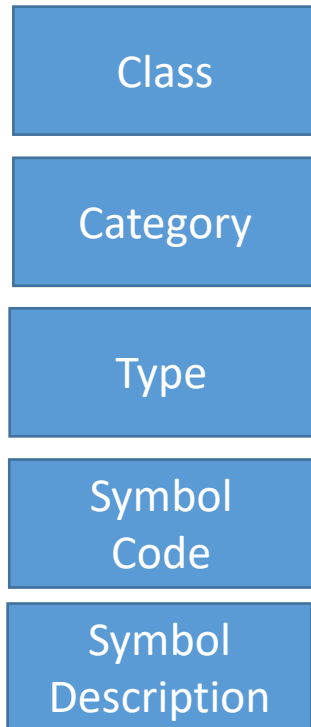 Class
Category
Type
Symbol
Code
Symbol
Description